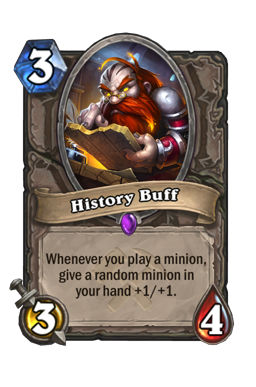 3
History Buff
Whenever you play a minion,
give a random minion in
your hand +1/+1.
3
4